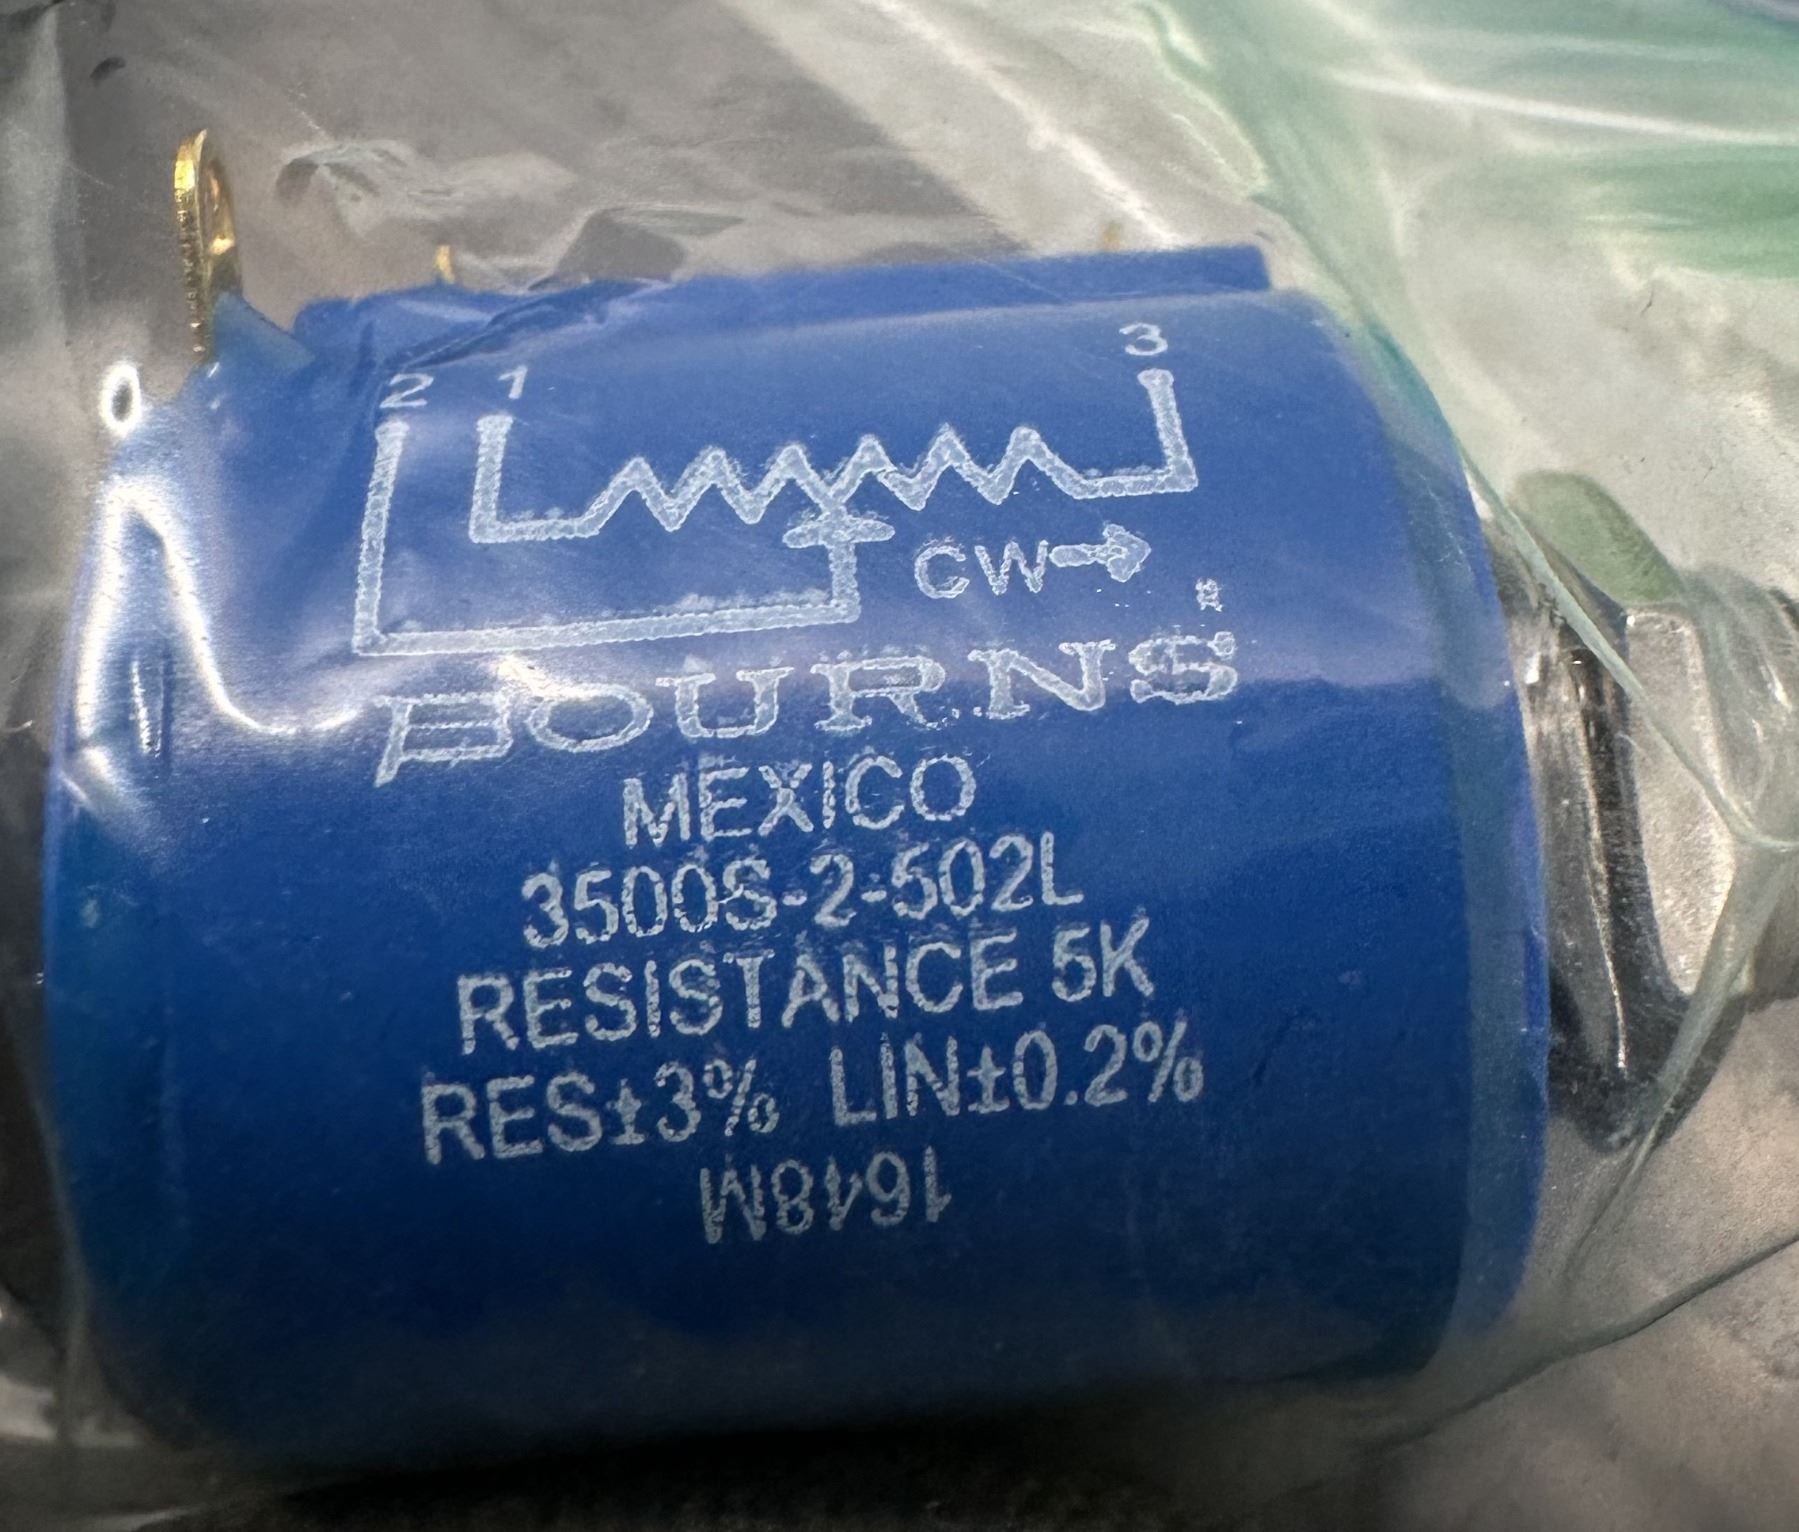 3
2 1
CW
BOURNS®
MEXICO
3500S-2-502L
RESISTANCE 5K
RES±3% LIN±0.2%
1648M